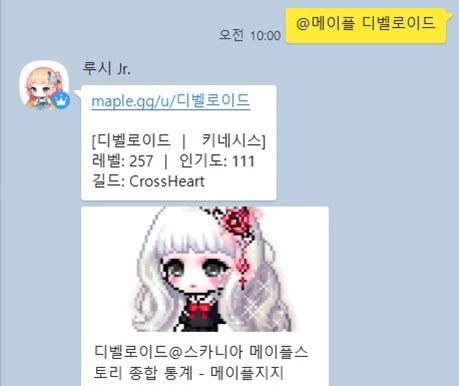 @메이플 디벨로이드
오전 10:00
루시 Jr.
maple.gg/u/디벨로이드
[디벨로이드 | 키네시스]
레벨: 257 | 인기도: 111
길드: CrossHeart
디벨로이드@스카니아 메이플스
토리 종합 통계 - 메이플지지